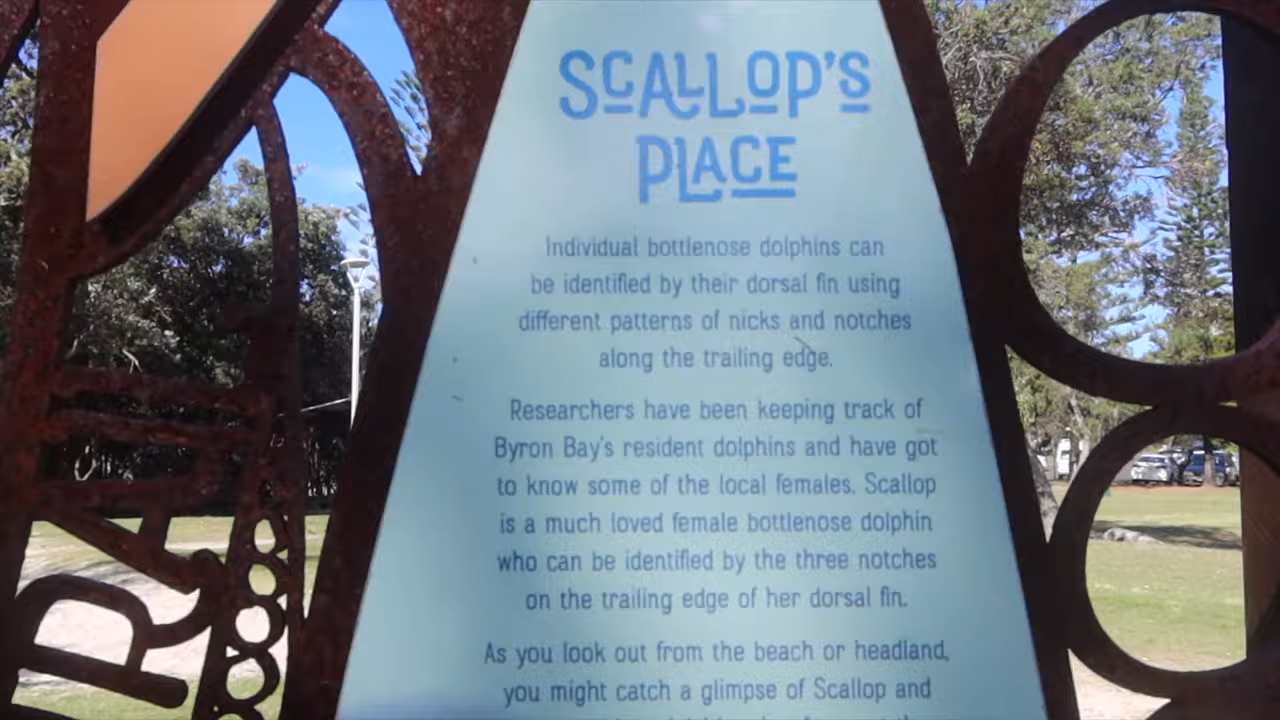 SCALLOP'S
PLACE
Individual bottlenose dolphins can
be identified by their dorsal fin using
different patterns of nicks and notches
along the trailing edge.
Researchers have been keeping track of
Byron Bay's resident dolphins and have got
to know some of the local females. Scallop
is a much loved female bottlenose dolphin
who can be identified by the three notches
on the trailing edge of her dorsal fin.
As you look out from the beach or headland,
you might catch a glimpse of Scallop and